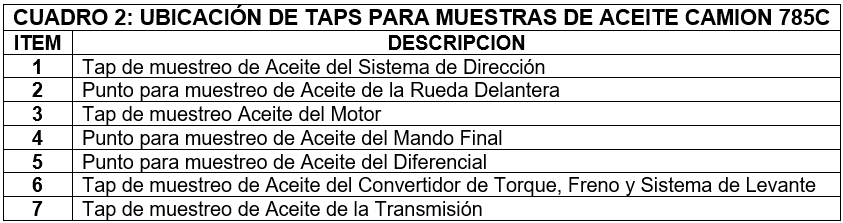 CUADRO 2: UBICACIÓN DE TAPS PARA MUESTRAS DE ACEITE CAMION 785C
ITEM DESCRIPCION
1 Tap de muestreo de Aceite del Sistema de Dirección
2 Punto para muestreo de Aceite de la Rueda Delantera
3 Tap de muestreo Aceite del Motor
4 Punto para muestreo de Aceite del Mando Final
5 Punto para muestreo de Aceite del Diferencial
6 Tap de muestreo de Aceite del Convertidor de Torque, Freno y Sistema de Levante
7 Tap de muestreo de Aceite de la Transmisión